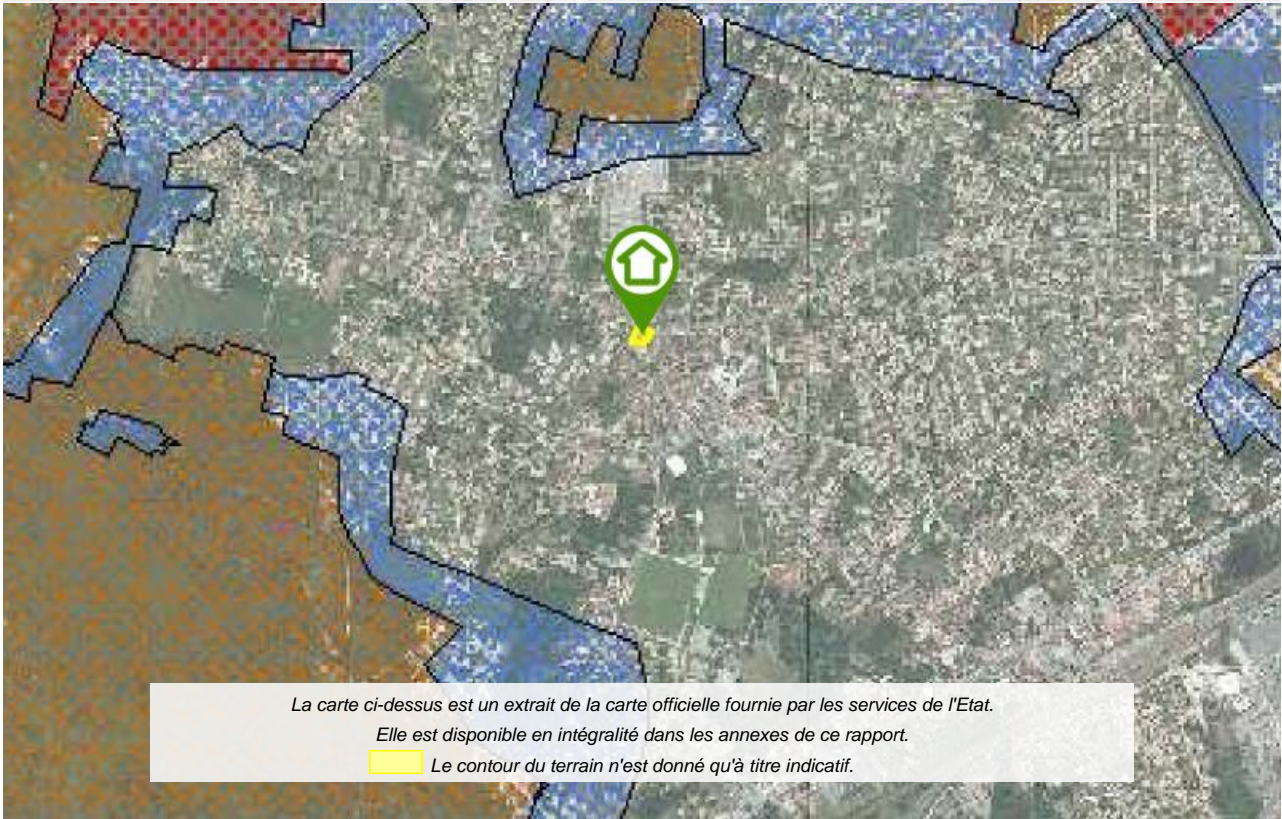 La carte ci-dessus est un extrait de la carte officielle fournie par les services de l'Etat.
Elle est disponible en intégralité dans les annexes de ce rapport.
Le contour du terrain n'est donné qu'à titre indicatif.